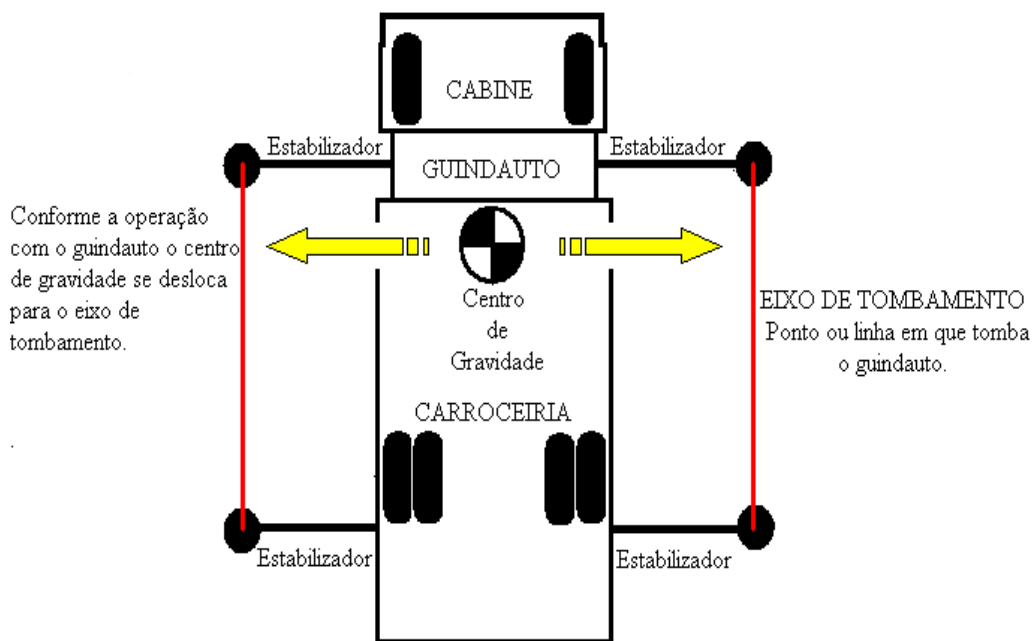 CABINE
Estabilizador
Estabilizador
GUINDAUTO
Conforme a operação
com o guindauto o centro
de gravidade se desloca
para o eixo de
tombamento.
Centro
de
Gravidade
EIXO DE TOMBAMENTO
Ponto ou linha em que tomba
o guindauto.
CARROCEIRIA
.
Estabilizador
Estabilizador